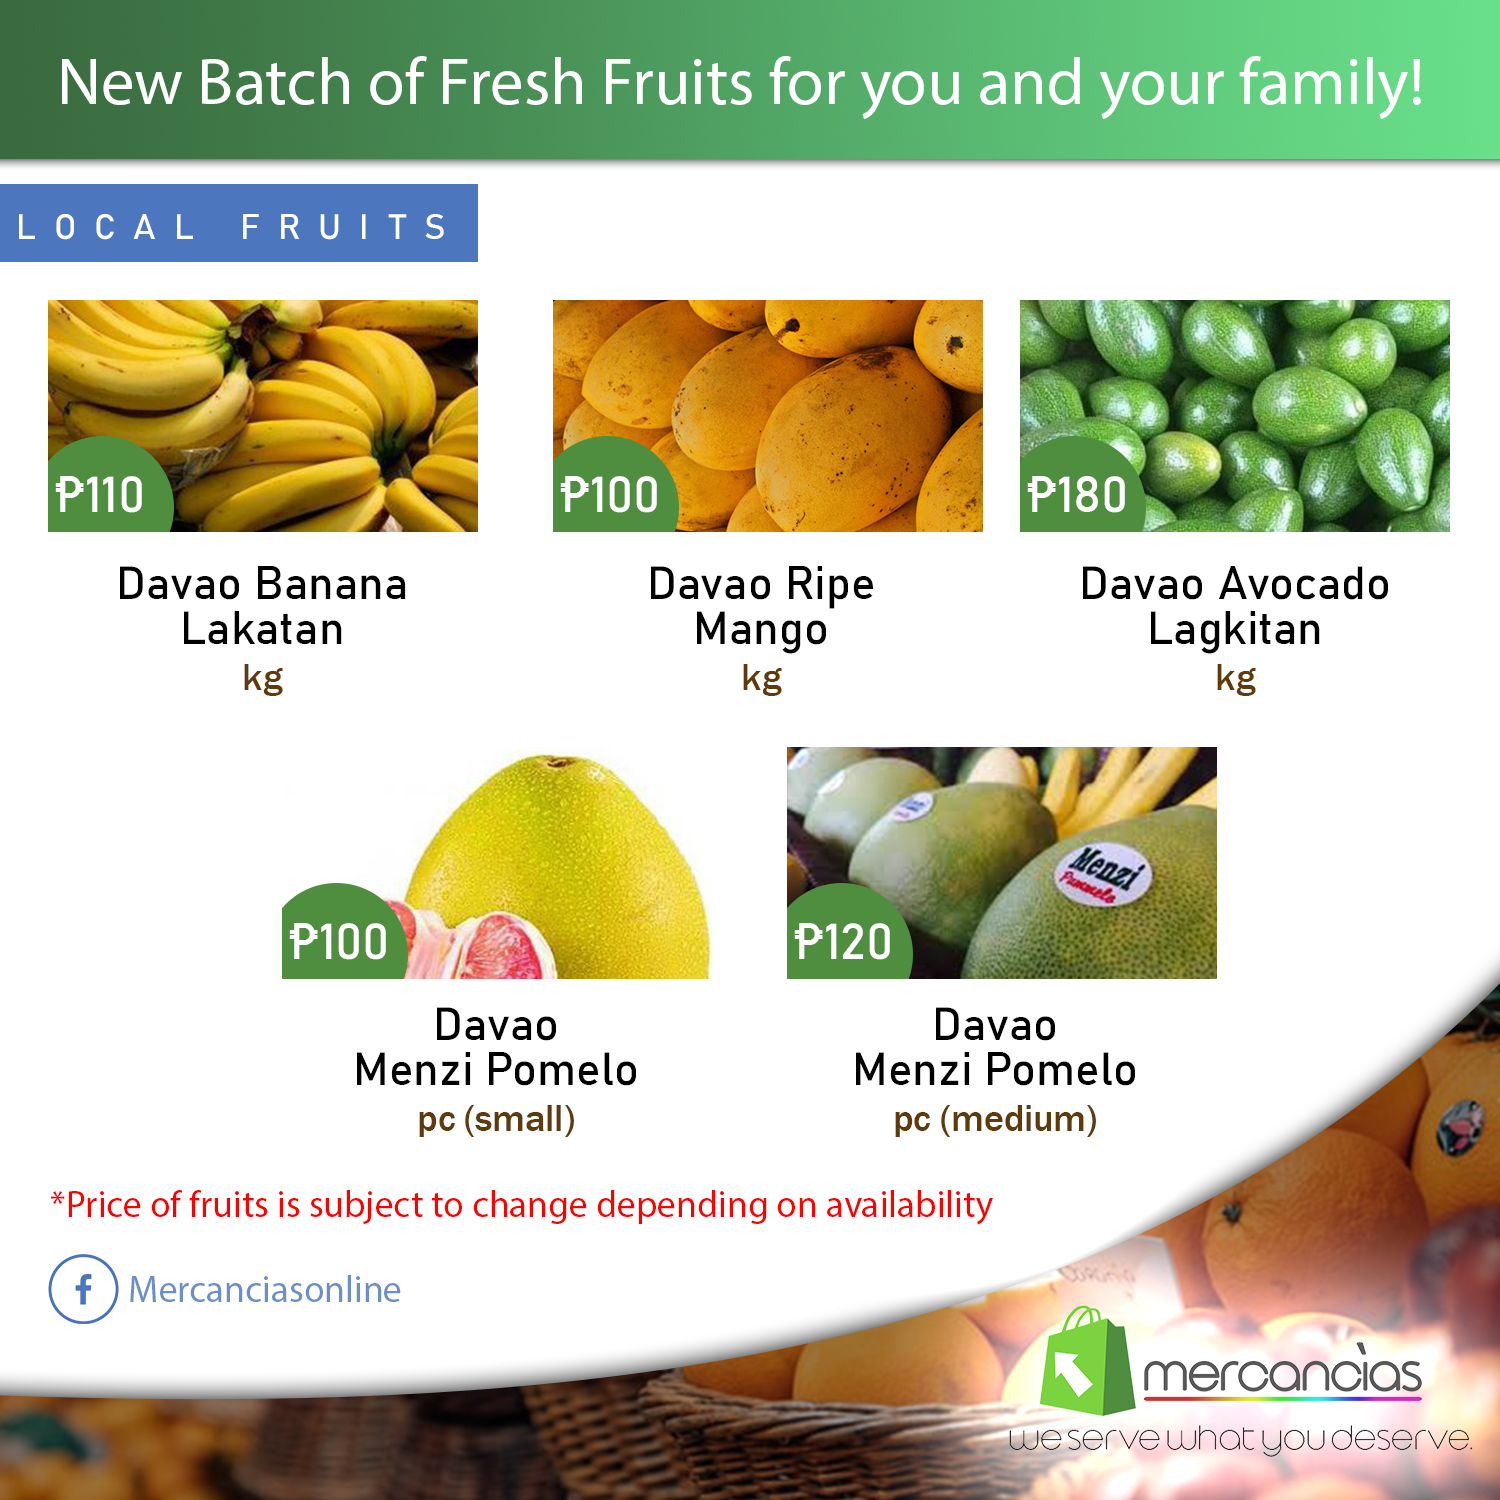 New Batch of Fresh Fruits for you and your family!
LOCAL FRUITS
₱110
₱100
₱180
Davao Banana
Lakatan
kg
Davao Ripe
Mango
kg
Davao Avocado
Lagkitan
kg
₱100
₱120
Menzi
Pummelo
Davao
Menzi Pomelo
pc (small)
Davao
Menzi Pomelo
pc (medium)
*Price of fruits is subject to change depending on availability
f Mercanciasonline
mercancìas
we serve what you deserve.